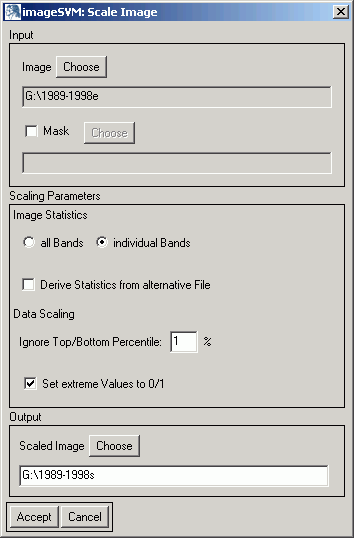 imageSVM: Scale Image
Input
Image Choose
G:\1989-1998e
Mask Choose
Scaling Parameters
Image Statistics
all Bands individual Bands
Derive Statistics from alternative File
Data Scaling
Ignore Top/Bottom Percentile: 1 %
Set extreme Values to 0/1
Output
Scaled Image Choose
G:\1989-1998s
Accept Cancel